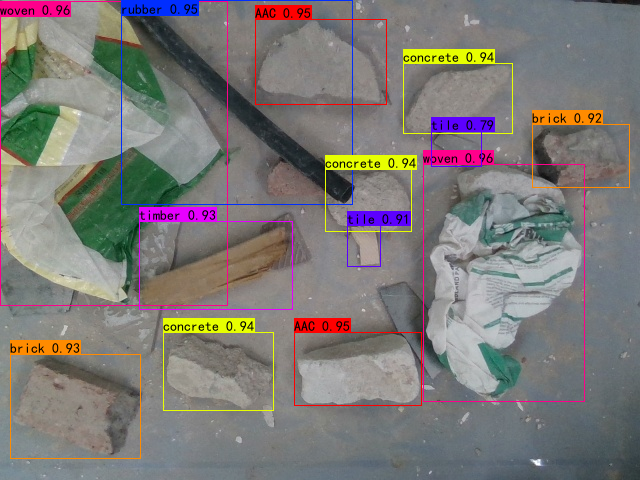 woven 0.96
rubber 0.95
AAC 0.95
concrete 0.94
tile 0.79
brick 0.92
concrete 0.94
woven 0.96
timber 0.93
tile 0.91
concrete 0.94
AAC 0.95
brick 0.93